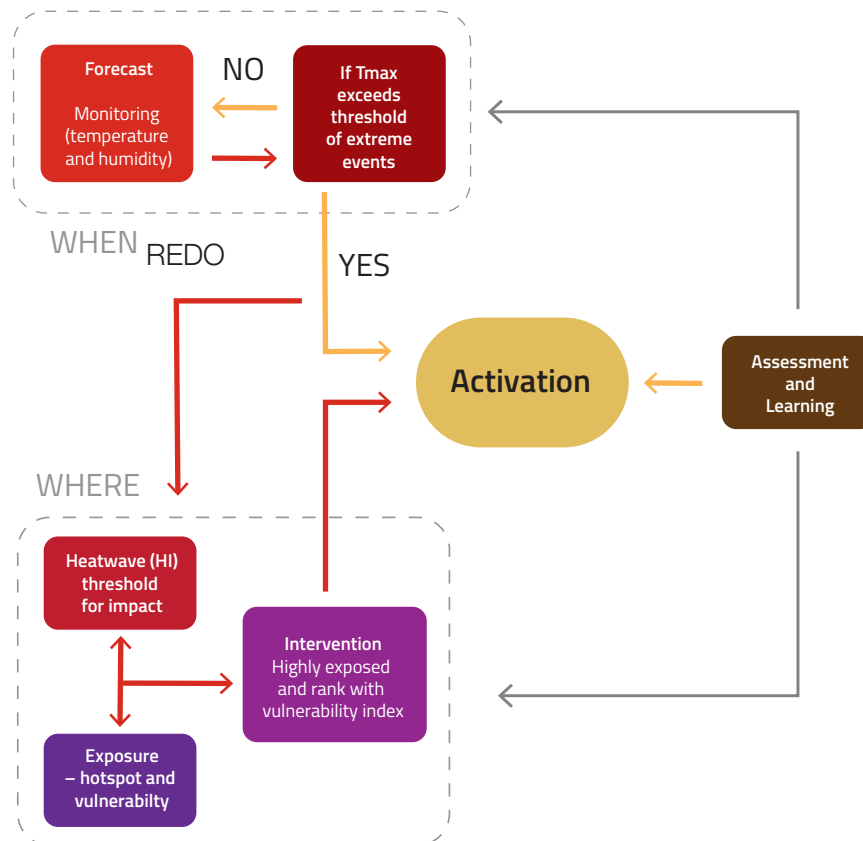 Forecast
Monitoring
(temperature
and humidity)
NO
If Tmax
exceeds
threshold
of extreme
events
WHEN
REDO
YES
Activation
Assessment
and
Learning
WHERE
Heatwave (HI)
threshold
for impact
Intervention
Highly exposed
and rank with
vulnerability index
Exposure
– hotspot and
vulnerabilty